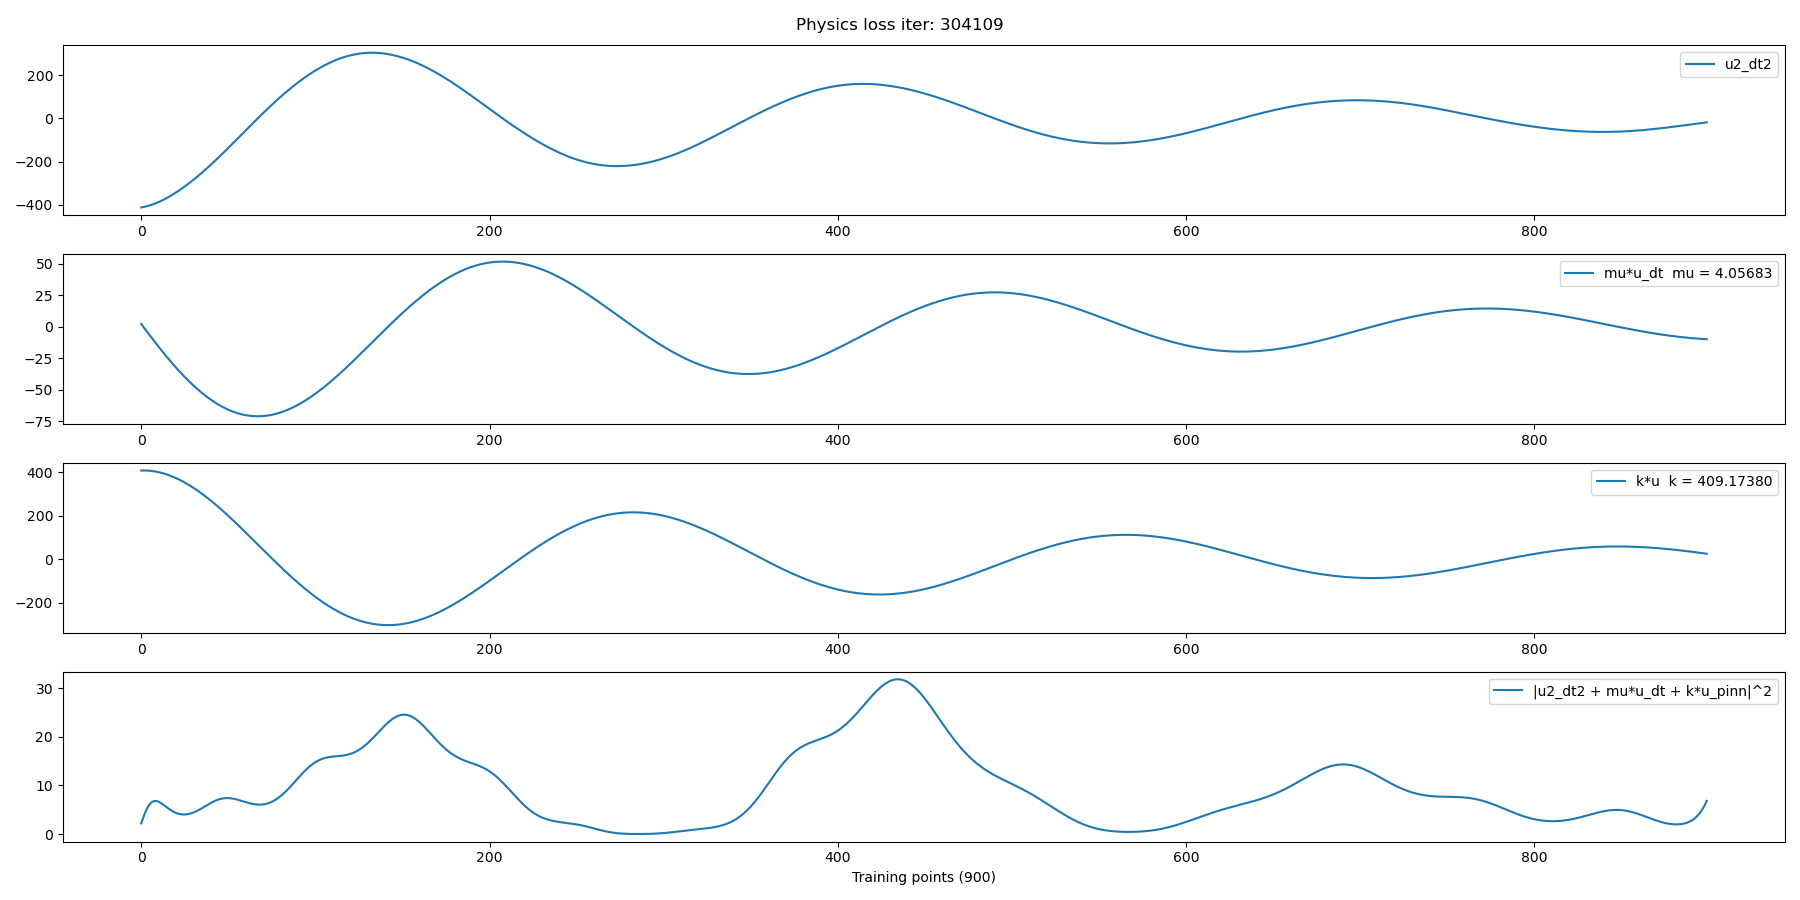 Physics loss iter: 304109
u2_dt2
200
0
−200
−400
0 200 400 600 800
mu*u_dt mu = 4.05683
50
25
0
−25
−50
−75
0 200 400 600 800
k*u k = 409.17380
400
200
0
−200
0 200 400 600 800
|u2_dt2 + mu*u_dt + k*u_pinn|^2
30
20
10
0
0 200 400 600 800
Training points (900)